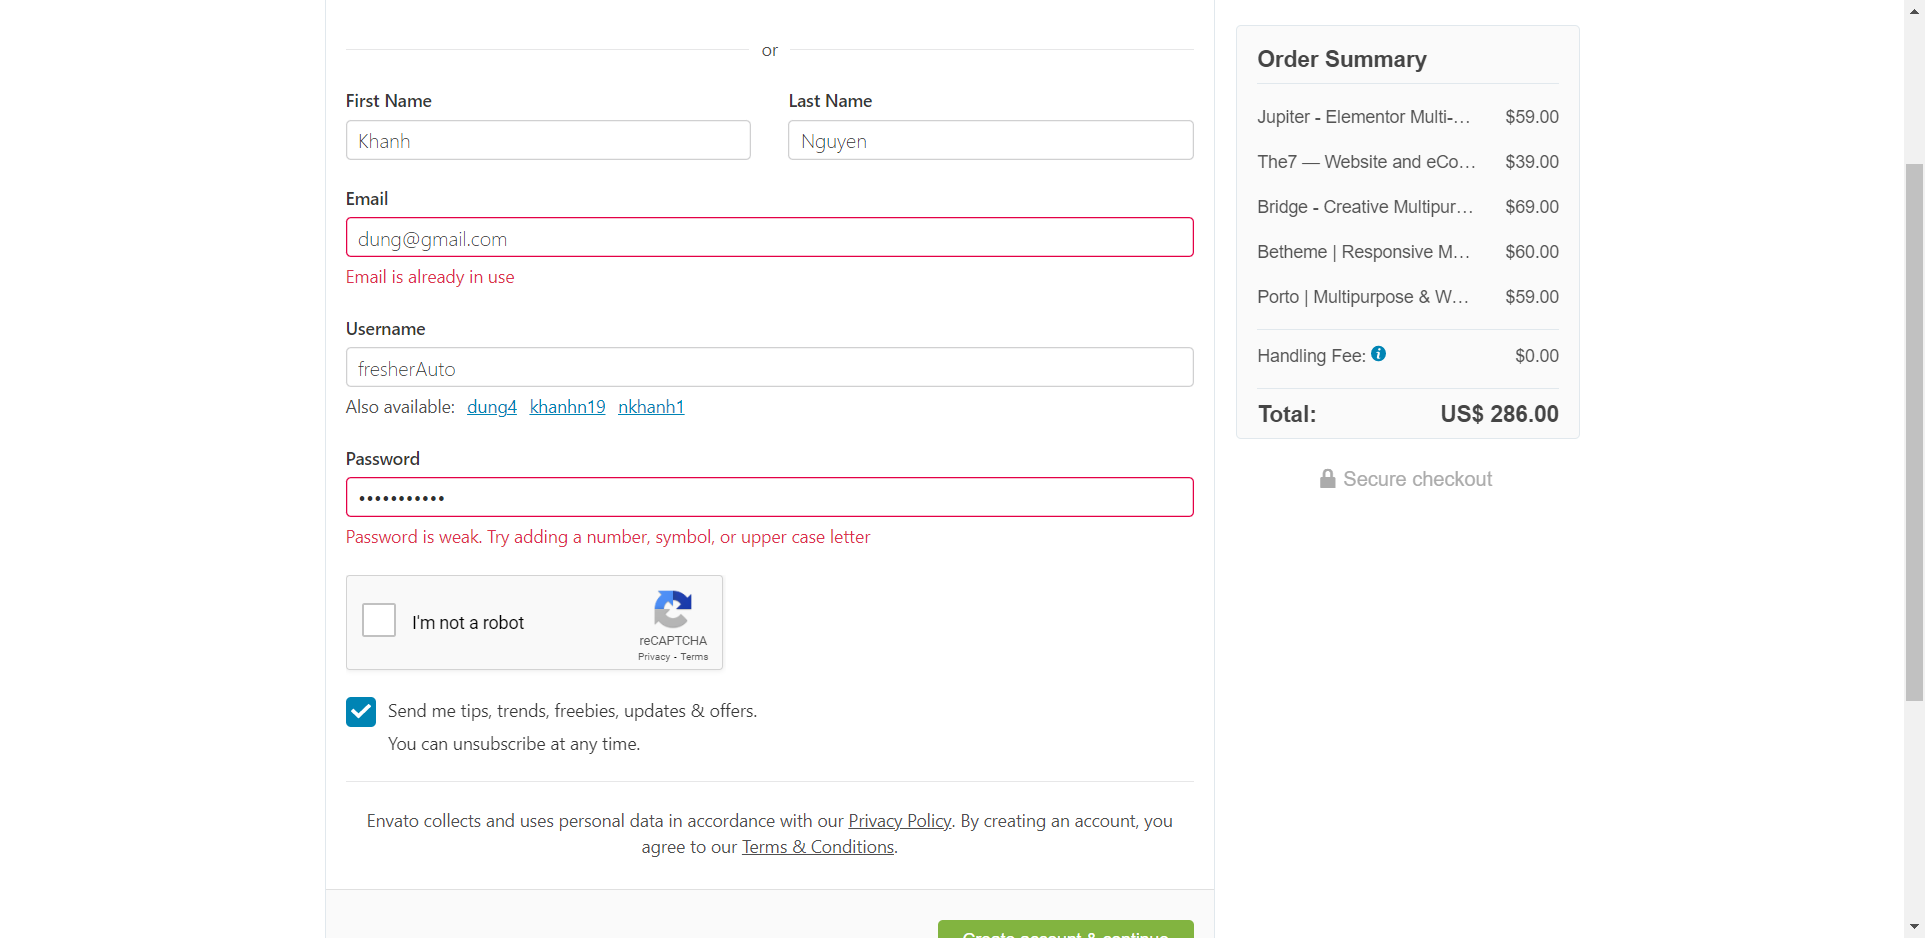 or
First Name
Last Name
Khanh
Nguyen
Email
dung@gmail.com
Email is already in use
Username
fresherAuto
Also available: dung4 khanhn19 nkhanh1
Password
•••••••••••
Password is weak. Try adding a number, symbol, or upper case letter
I'm not a robot
reCAPTCHA
Privacy - Terms
Send me tips, trends, freebies, updates & offers.
You can unsubscribe at any time.
Envato collects and uses personal data in accordance with our Privacy Policy. By creating an account, you
agree to our Terms & Conditions.
Create account & continue
Order Summary
Jupiter - Elementor Multi-... $59.00
The7 — Website and eCo... $39.00
Bridge - Creative Multipur... $69.00
Betheme | Responsive M... $60.00
Porto | Multipurpose & W... $59.00
Handling Fee: $0.00
Total: US$ 286.00
Secure checkout